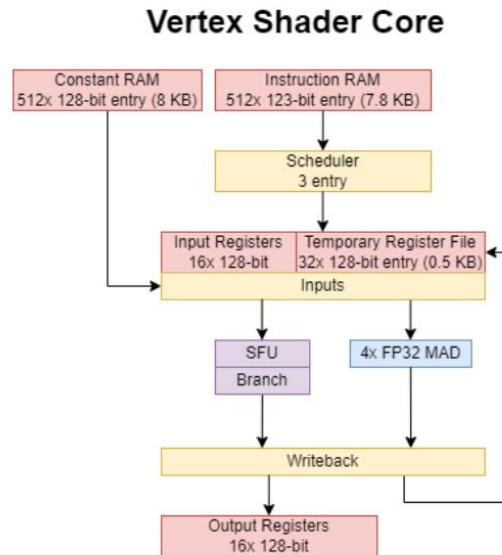 Vertex Shader Core
Constant RAM
512x 128-bit entry (8 KB)
Instruction RAM
512x 123-bit entry (7.8 KB)
Scheduler
3 entry
Input Registers
16x 128-bit
Temporary Register File
32x 128-bit entry (0.5 KB)
Inputs
SFU
Branch
4x FP32 MAD
Writeback
Output Registers
16x 128-bit